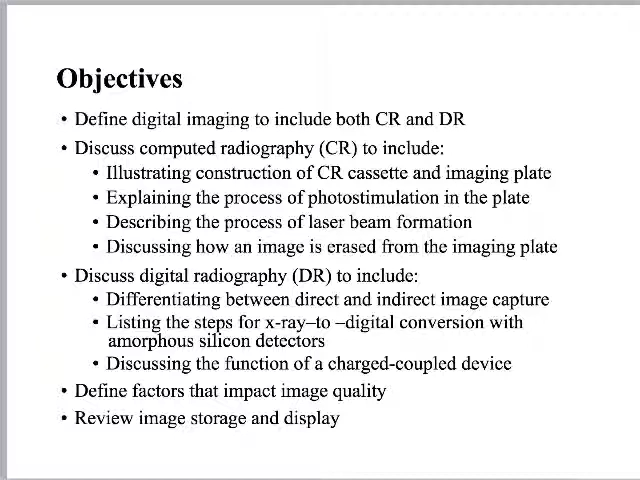 Objectives
• Define digital imaging to include both CR and DR
• Discuss computed radiography (CR) to include:
• Illustrating construction of CR cassette and imaging plate
• Explaining the process of photostimulation in the plate
• Describing the process of laser beam formation
• Discussing how an image is erased from the imaging plate
• Discuss digital radiography (DR) to include:
• Differentiating between direct and indirect image capture
• Listing the steps for x-ray–to –digital conversion with
amorphous silicon detectors
• Discussing the function of a charged-coupled device
• Define factors that impact image quality
• Review image storage and display